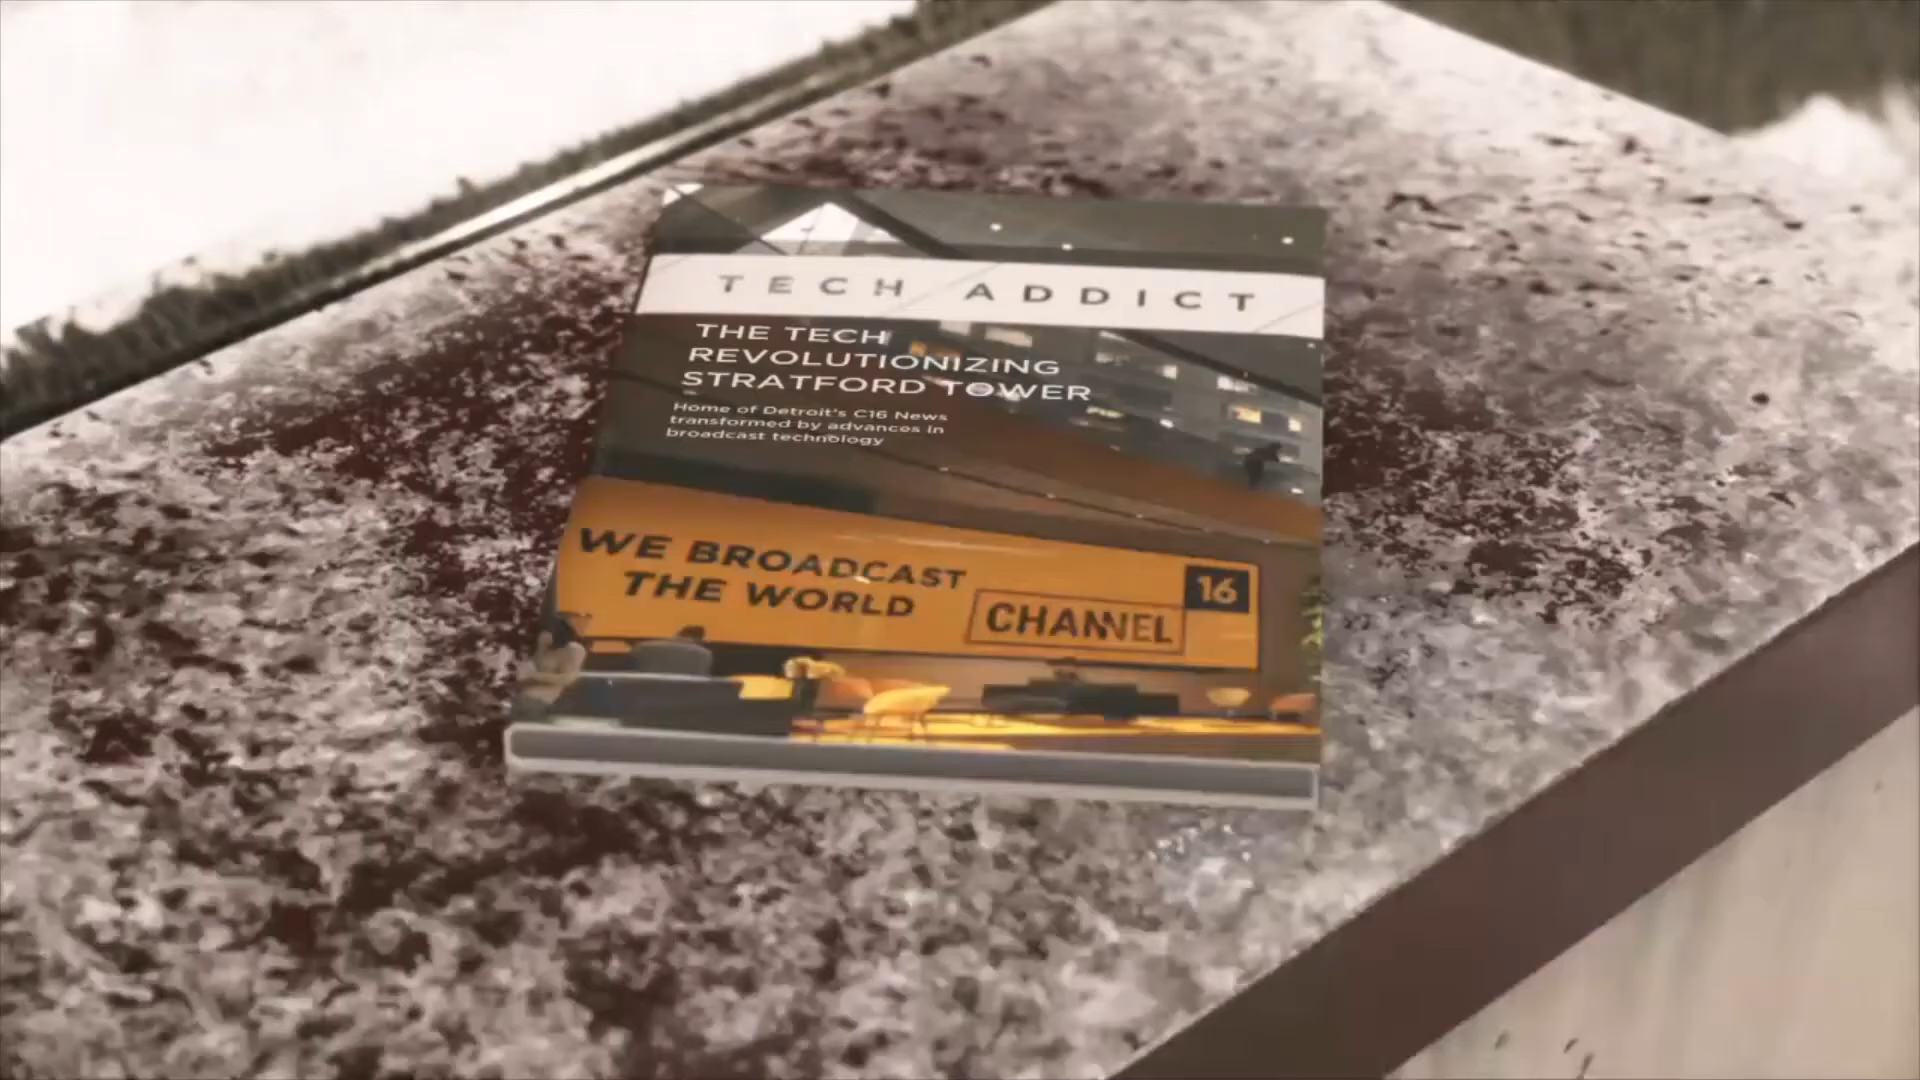 TECH ADDICT
THE TECH
REVOLUTIONIZING
STRATFORD TOWER
Home of Detroit's C16 News
transformed by advances in
broadcast technology
WE BROADCAST
THE WORLD
CHANNEL
16